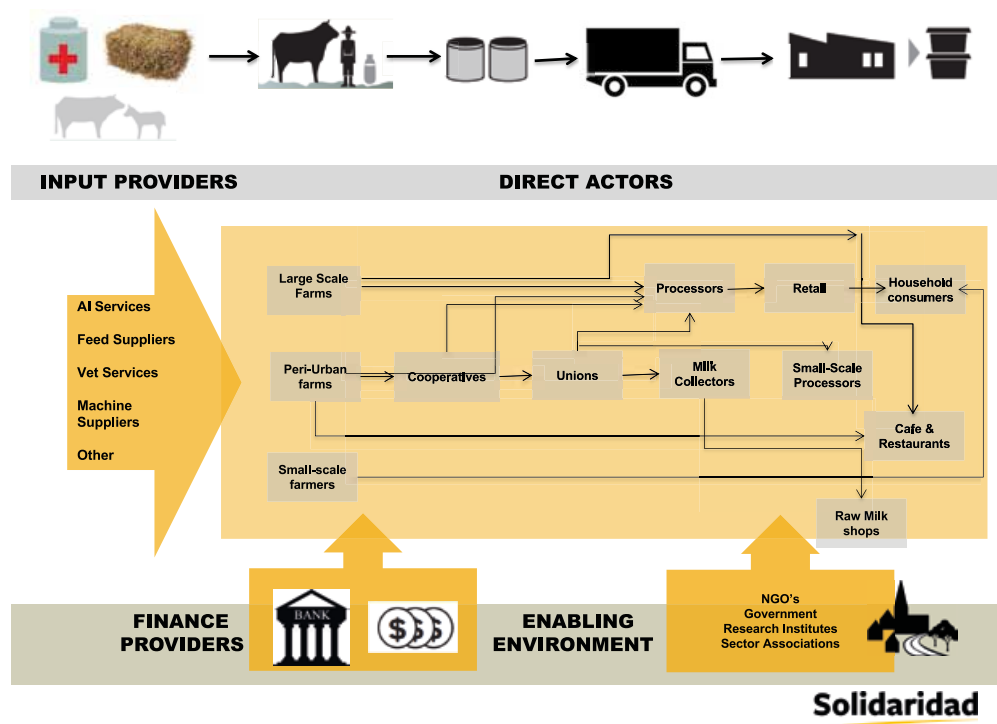 INPUT PROVIDERS
DIRECT ACTORS
AI Services
Feed Suppliers
Vet Services
Machine
Suppliers
Other
Large Scale
Farms
Processors
Retail
Household
consumers
Peri-Urban
farms
Cooperatives
Unions
Milk
Collectors
Small-Scale
Processors
Cafe &
Restaurants
Small-scale
farmers
Raw Milk
shops
FINANCE
PROVIDERS
BANK
$$$
ENABLING
ENVIRONMENT
NGO's
Government
Research Institutes
Sector Associations
Solidaridad